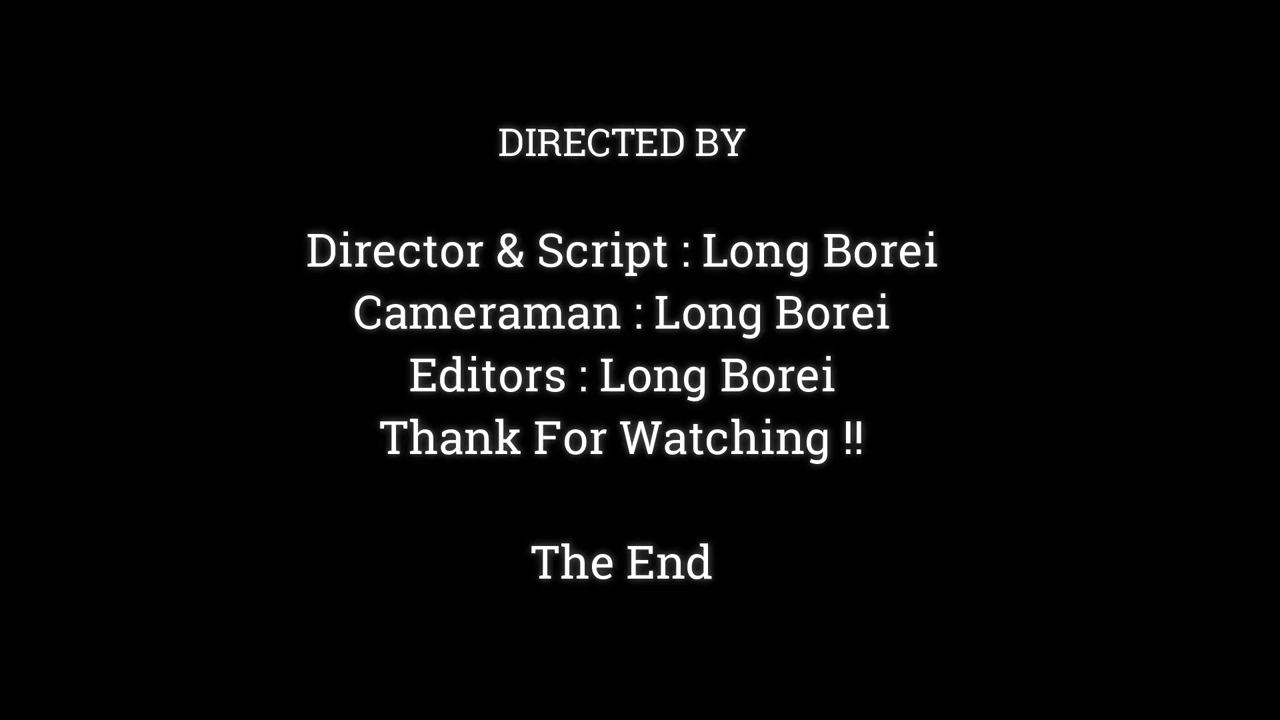 DIRECTED BY
Director & Script : Long Borei
Cameraman : Long Borei
Editors : Long Borei
Thank For Watching !!
The End